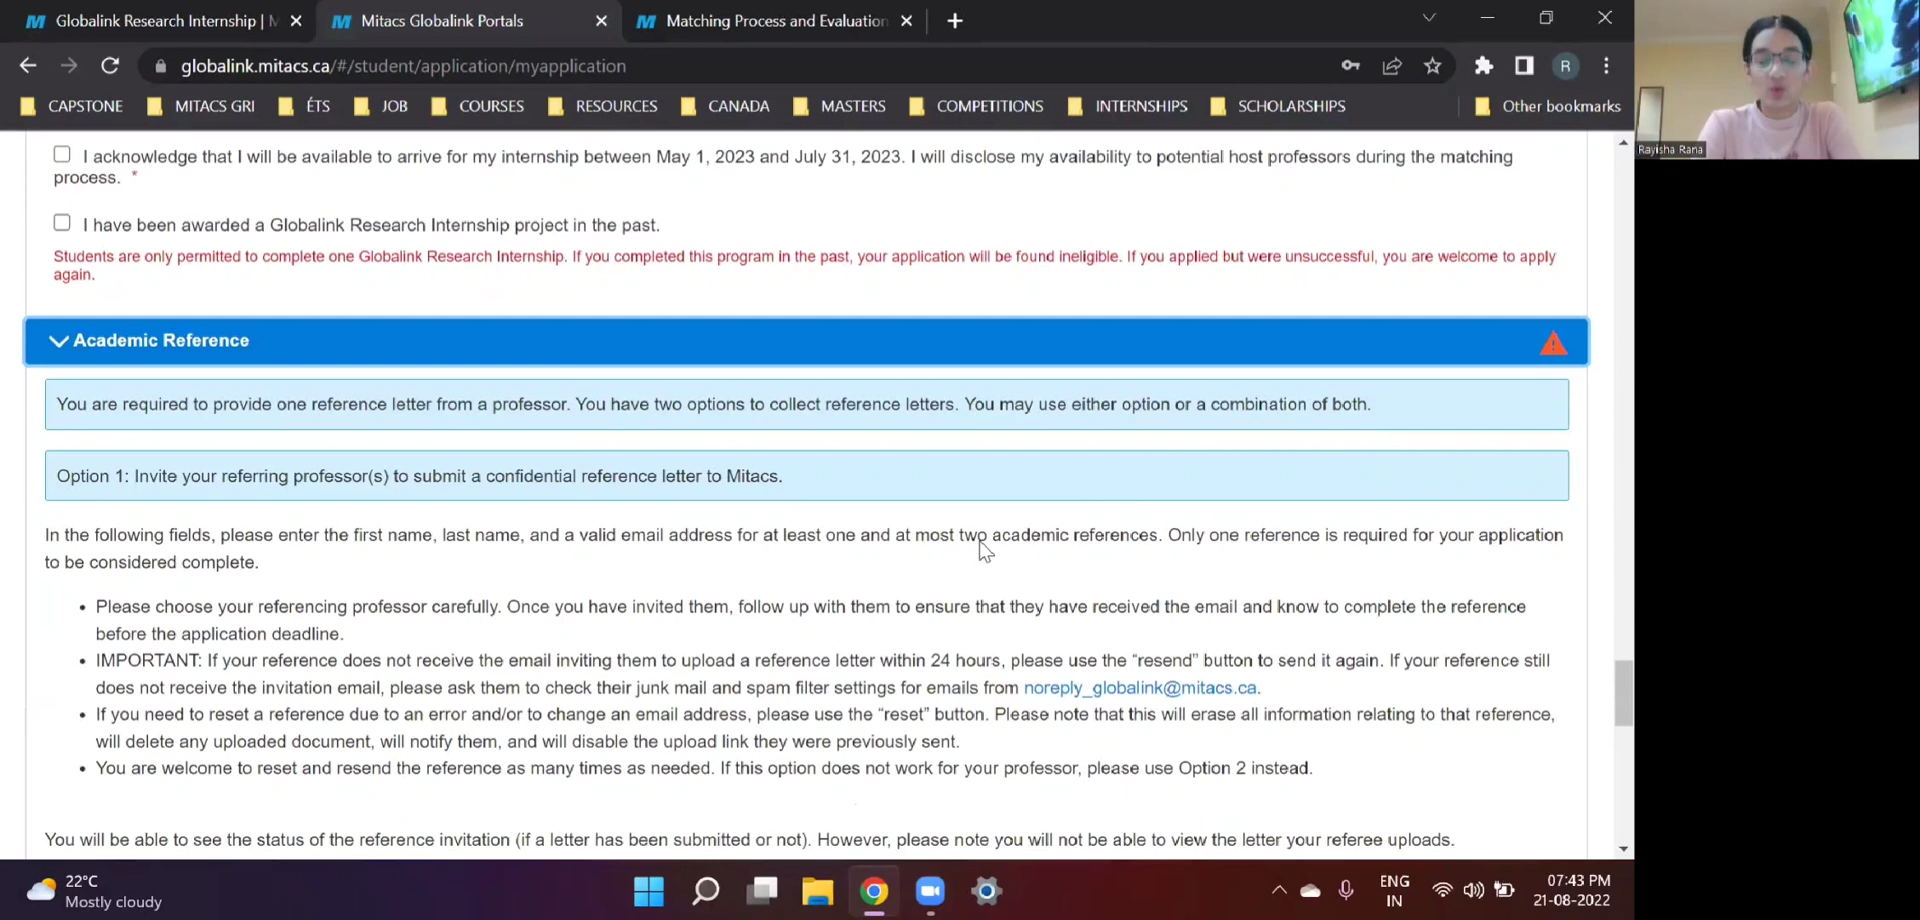 Globalink Research Internship | M
Mitacs Globalink Portals
Matching Process and Evaluation
globalink.mitacs.ca/#/student/application/myapplication
R
CAPSTONE
MITACS GRI
ÉTS
JOB
COURSES
RESOURCES
CANADA
MASTERS
COMPETITIONS
INTERNSHIPS
SCHOLARSHIPS
Other bookmarks
Rayisha Rana
I acknowledge that I will be available to arrive for my internship between May 1, 2023 and July 31, 2023. I will disclose my availability to potential host professors during the matching
process. *
I have been awarded a Globalink Research Internship project in the past.
Students are only permitted to complete one Globalink Research Internship. If you completed this program in the past, your application will be found ineligible. If you applied but were unsuccessful, you are welcome to apply
again.
Academic Reference
You are required to provide one reference letter from a professor. You have two options to collect reference letters. You may use either option or a combination of both.
Option 1: Invite your referring professor(s) to submit a confidential reference letter to Mitacs.
In the following fields, please enter the first name, last name, and a valid email address for at least one and at most two academic references. Only one reference is required for your application
to be considered complete.
• Please choose your referencing professor carefully. Once you have invited them, follow up with them to ensure that they have received the email and know to complete the reference
before the application deadline.
• IMPORTANT: If your reference does not receive the email inviting them to upload a reference letter within 24 hours, please use the “resend” button to send it again. If your reference still
does not receive the invitation email, please ask them to check their junk mail and spam filter settings for emails from noreply_globalink@mitacs.ca.
• If you need to reset a reference due to an error and/or to change an email address, please use the “reset” button. Please note that this will erase all information relating to that reference,
will delete any uploaded document, will notify them, and will disable the upload link they were previously sent.
• You are welcome to reset and resend the reference as many times as needed. If this option does not work for your professor, please use Option 2 instead.
You will be able to see the status of the reference invitation (if a letter has been submitted or not). However, please note you will not be able to view the letter your referee uploads.
22°C
Mostly cloudy
ENG
IN
07:43 PM
21-08-2022